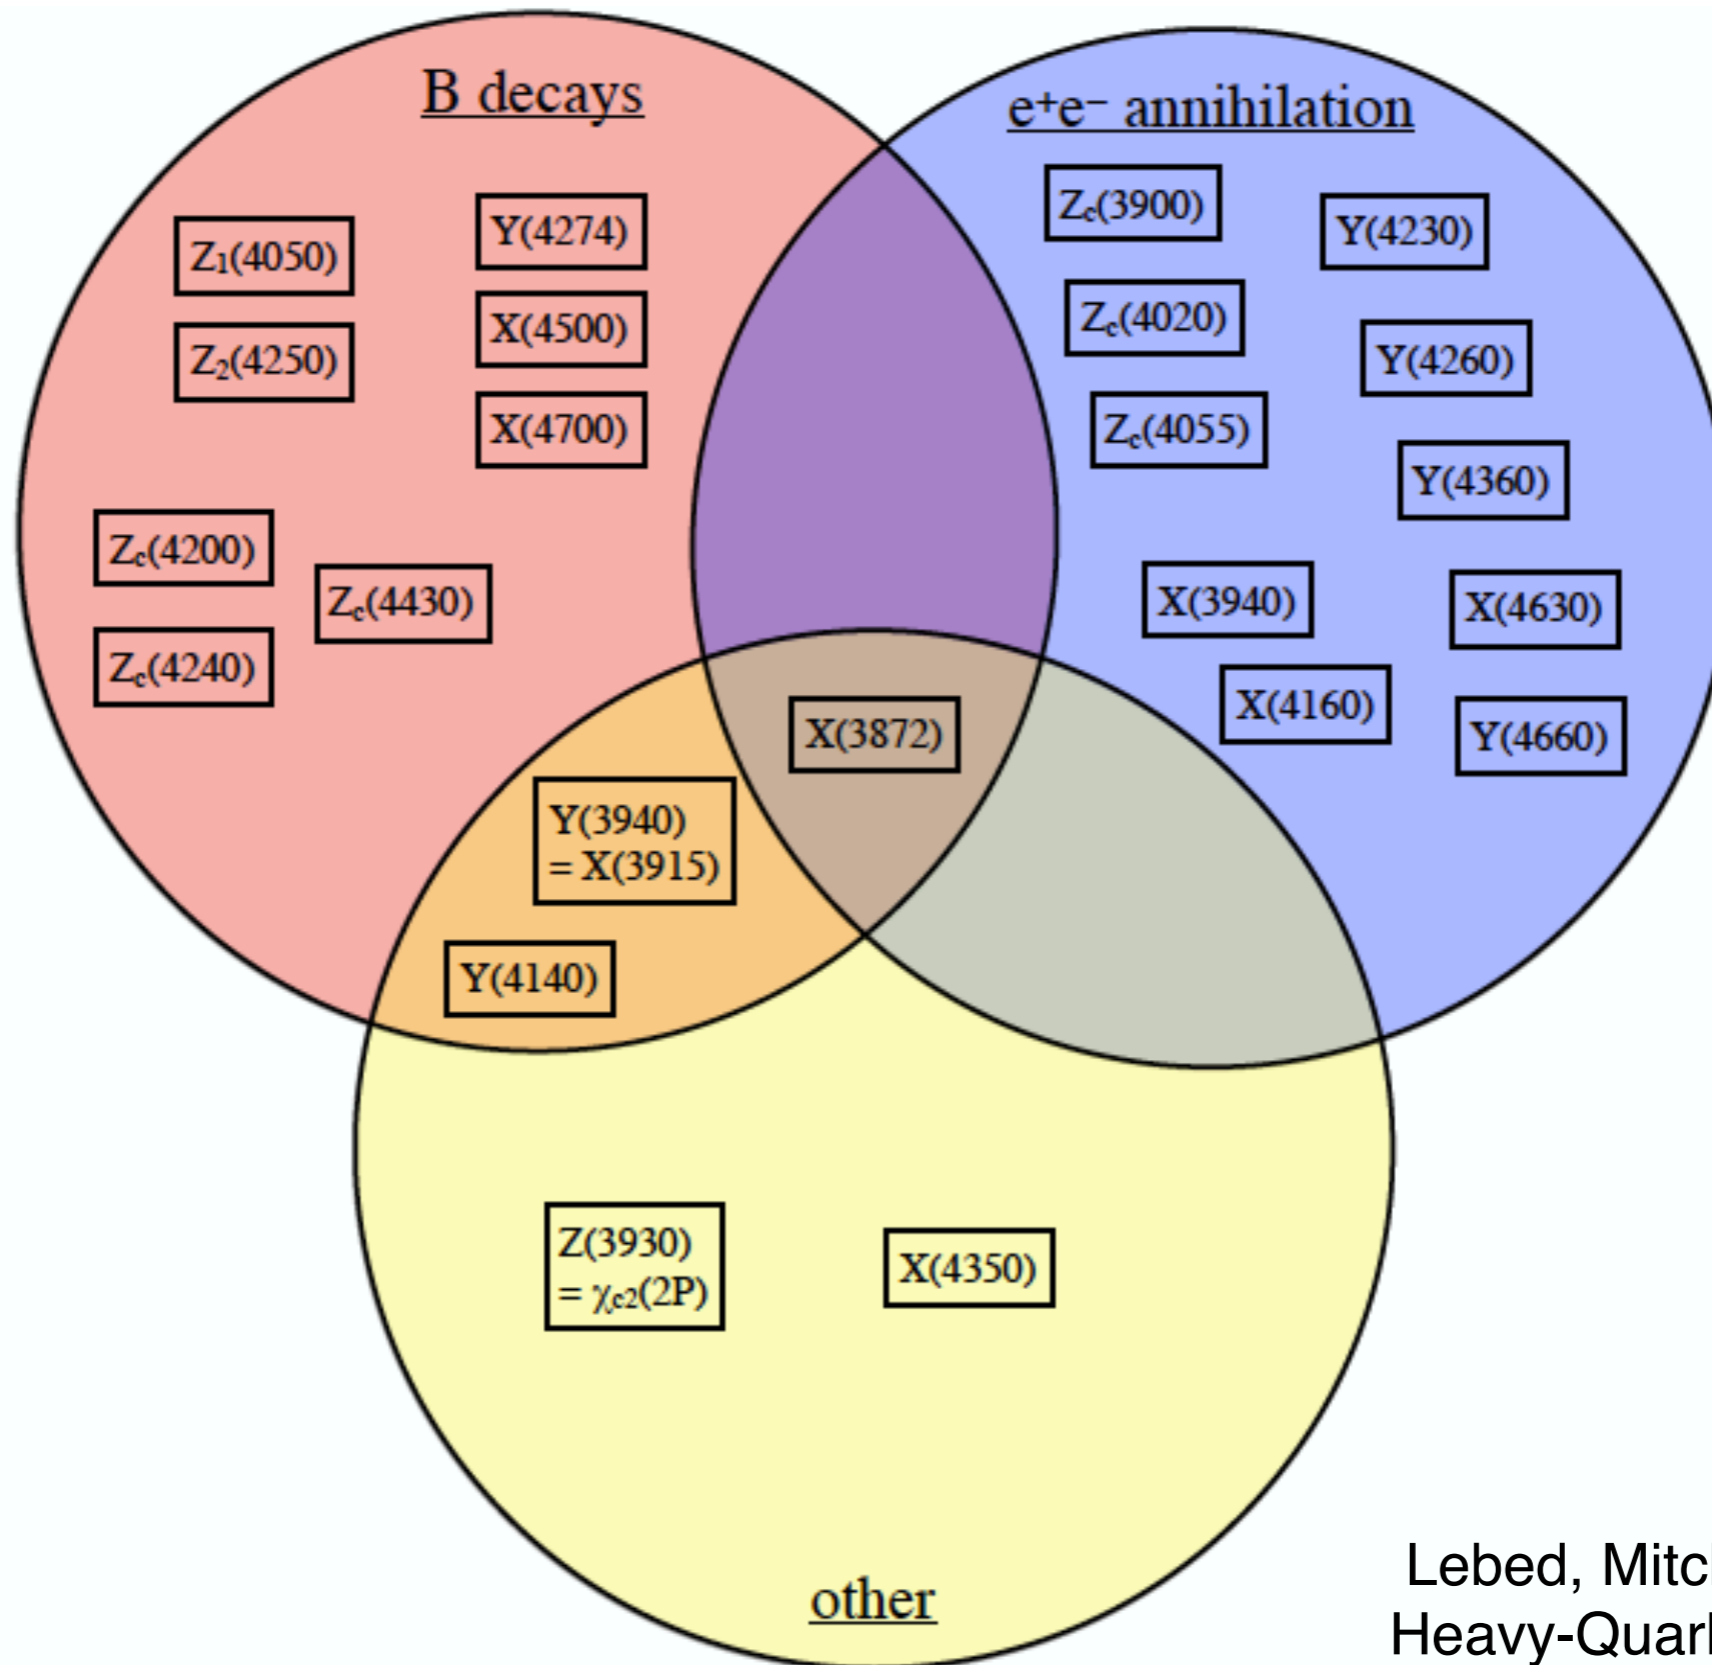 B decays
e⁺e⁻ annihilation
Z₁(4050)
Z₂(4250)
Y(4274)
X(4500)
X(4700)
Z_c(4200)
Z_c(4430)
Z_c(4240)
Z_c(3900)
Y(4230)
Z_c(4020)
Y(4260)
Z_c(4055)
Y(4360)
X(3940)
X(4630)
X(4160)
Y(4660)
X(3872)
Y(3940)
= X(3915)
Y(4140)
Z(3930)
= χ_c2(2P)
X(4350)
other
Lebed,